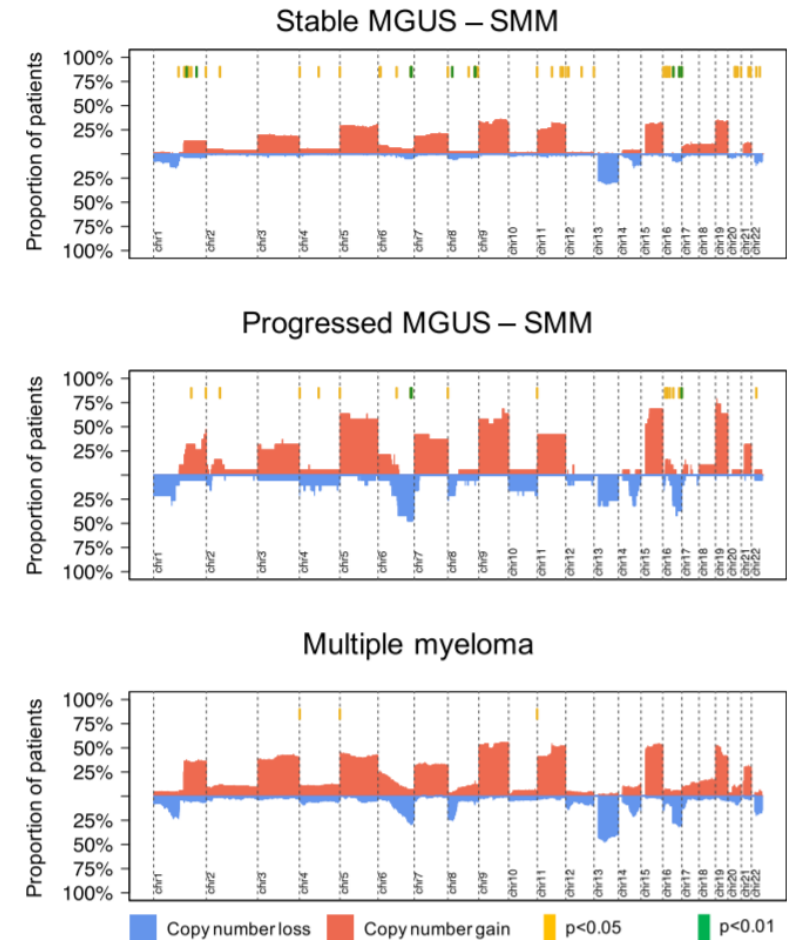 Stable MGUS – SMM
Proportion of patients
100%
75%
50%
25%
25%
50%
75%
100%
chr1 chr2 chr3 chr4 chr5 chr6 chr7 chr8 chr9 chr10 chr11 chr12 chr13 chr14 chr15 chr16 chr17 chr18 chr19 chr20 chr21 chr22
Progressed MGUS – SMM
Proportion of patients
100%
75%
50%
25%
25%
50%
75%
100%
chr1 chr2 chr3 chr4 chr5 chr6 chr7 chr8 chr9 chr10 chr11 chr12 chr13 chr14 chr15 chr16 chr17 chr18 chr19 chr20 chr21 chr22
Multiple myeloma
Proportion of patients
100%
75%
50%
25%
25%
50%
75%
100%
chr1 chr2 chr3 chr4 chr5 chr6 chr7 chr8 chr9 chr10 chr11 chr12 chr13 chr14 chr15 chr16 chr17 chr18 chr19 chr20 chr21 chr22
Copy number loss Copy number gain p<0.05 p<0.01